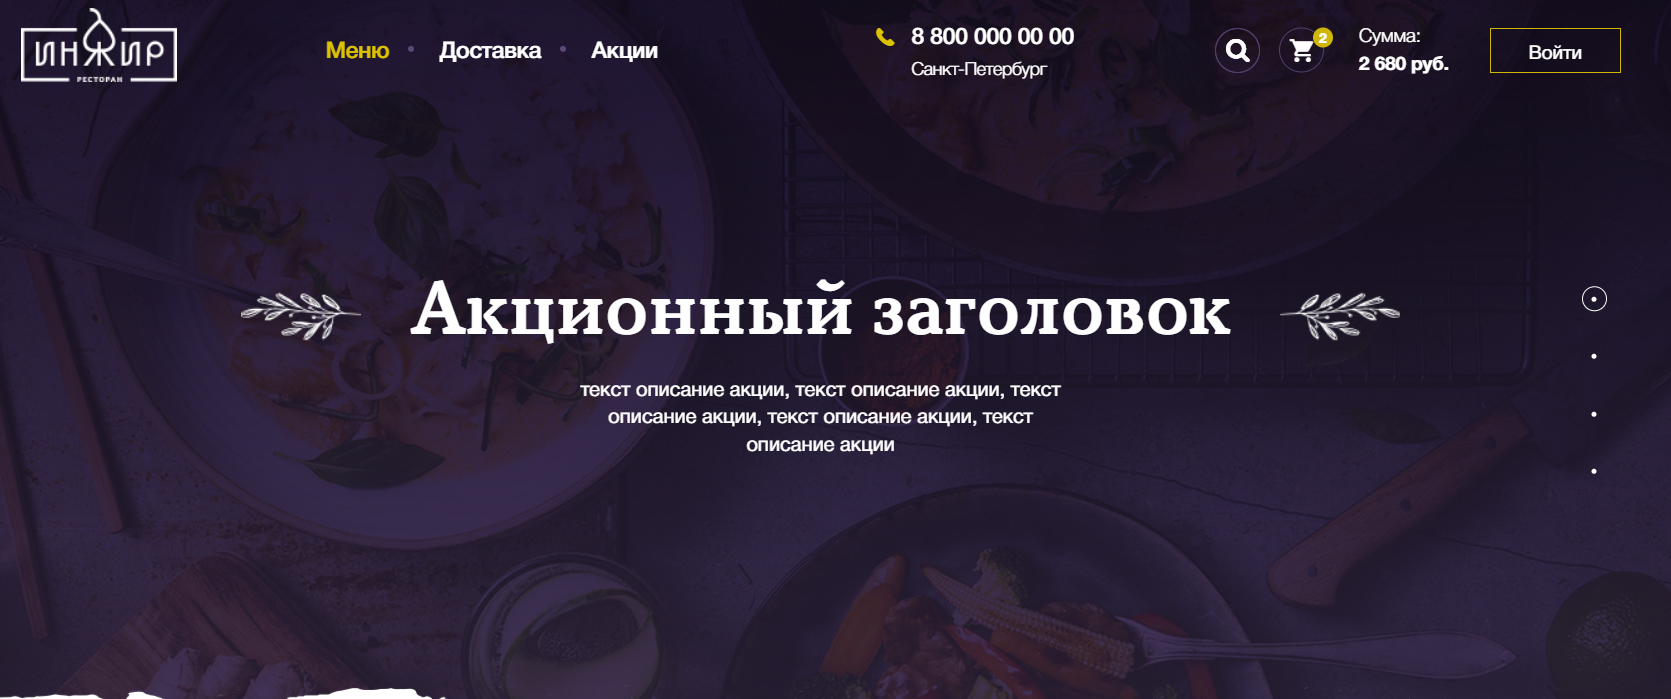 ИНЖИР
РЕСТОРАН
Меню
Доставка
Акции
8 800 000 00 00
Санкт-Петербург
2
Сумма:
2 680 руб.
Войти
Акционный заголовок
текст описание акции, текст описание акции, текст
описание акции, текст описание акции, текст
описание акции